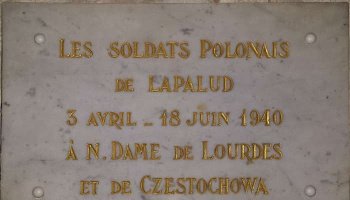 Les soldats Polonais
de Lapalud
3 avril _ 18 juin 1940
à N. Dame de Lourdes
et de Czestochowa